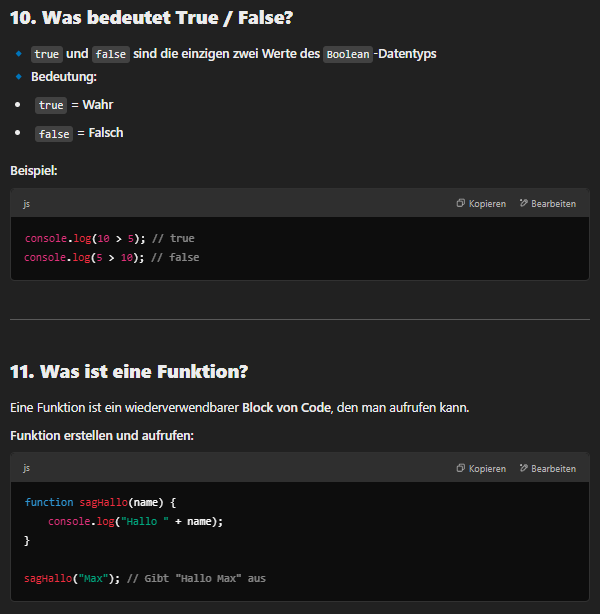 10. Was bedeutet True / False?
true und false sind die einzigen zwei Werte des Boolean-Datentyps
Bedeutung:
true = Wahr
false = Falsch
Beispiel:
js Kopieren Bearbeiten
console.log(10 > 5); // true
console.log(5 > 10); // false
11. Was ist eine Funktion?
Eine Funktion ist ein wiederverwendbarer Block von Code, den man aufrufen kann.
Funktion erstellen und aufrufen:
js Kopieren Bearbeiten
function sagHallo(name) {
    console.log("Hallo " + name);
}
sagHallo("Max"); // Gibt "Hallo Max" aus